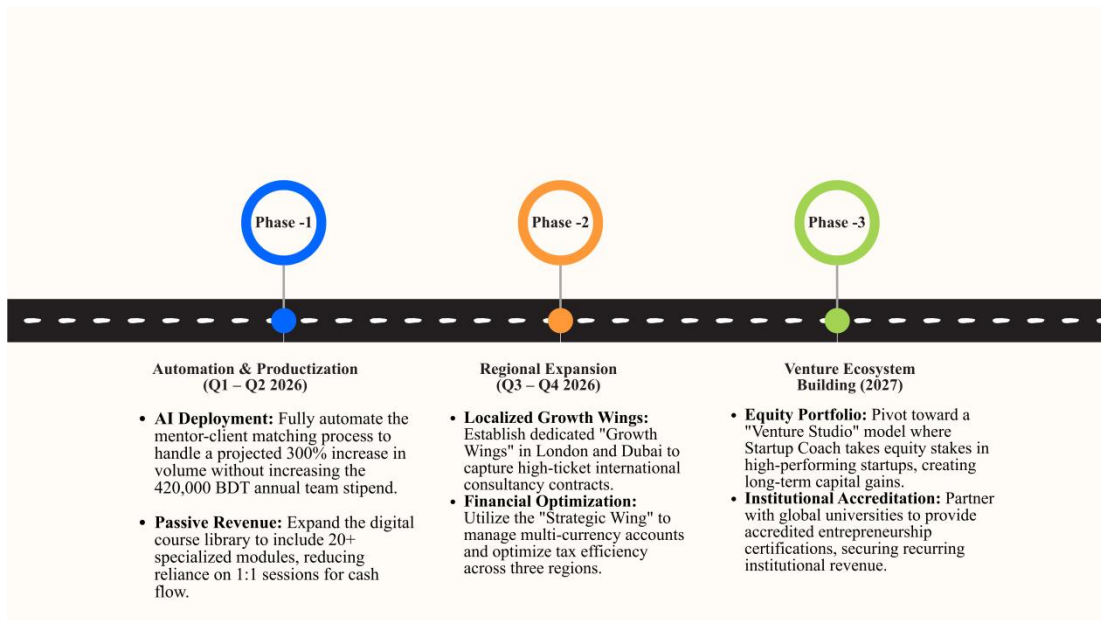 Phase -1
Phase -2
Phase -3
Automation & Productization
(Q1 – Q2 2026)
• AI Deployment: Fully automate the
mentor-client matching process to
handle a projected 300% increase in
volume without increasing the
420,000 BDT annual team stipend.
• Passive Revenue: Expand the digital
course library to include 20+
specialized modules, reducing
reliance on 1:1 sessions for cash
flow.
Regional Expansion
(Q3 – Q4 2026)
• Localized Growth Wings:
Establish dedicated "Growth
Wings" in London and Dubai to
capture high-ticket international
consultancy contracts.
• Financial Optimization:
Utilize the "Strategic Wing" to
manage multi-currency accounts
and optimize tax efficiency
across three regions.
Venture Ecosystem
Building (2027)
• Equity Portfolio: Pivot toward a
"Venture Studio" model where
Startup Coach takes equity stakes in
high-performing startups, creating
long-term capital gains.
• Institutional Accreditation: Partner
with global universities to provide
accredited entrepreneurship
certifications, securing recurring
institutional revenue.